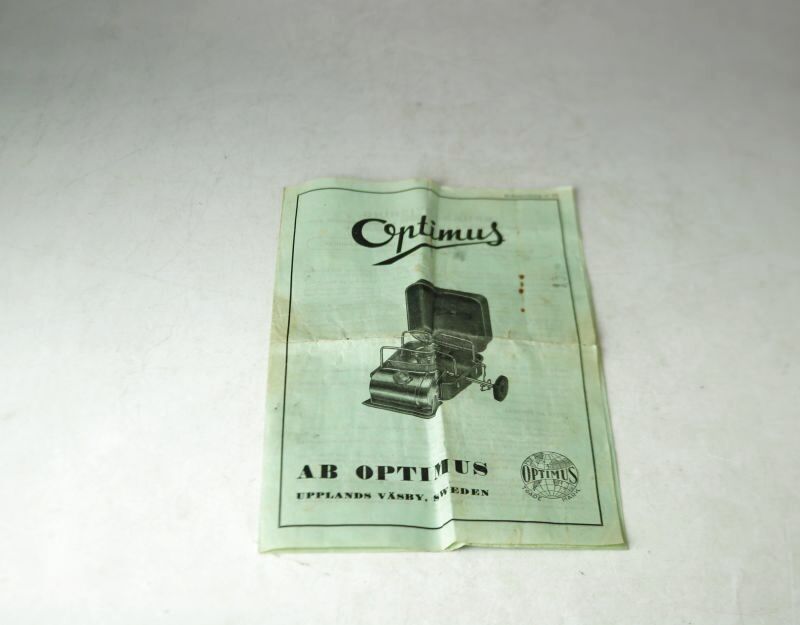 Optimus
AB OPTIMUS
UPPLANDS VÄSBY, SWEDEN
OPTIMUS
TRADE MARK